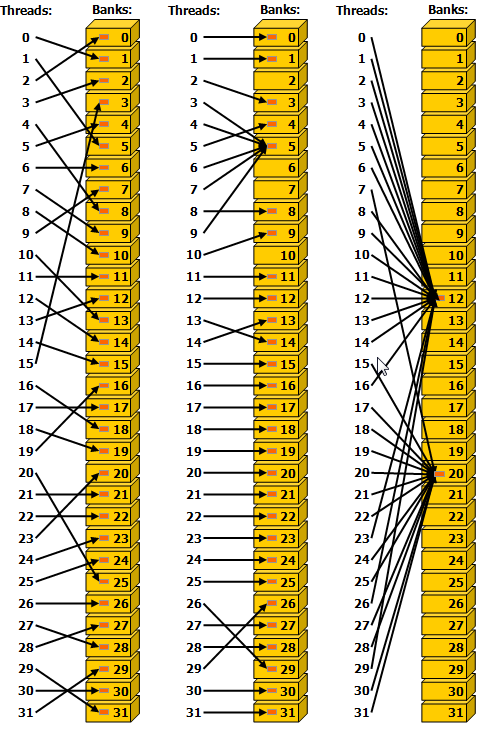 Threads: Banks: Threads: Banks: Threads: Banks:
0 0 0 0 0 0
1 1 1 1 1 1
2 2 2 2 2 2
3 3 3 3 3 3
4 4 4 4 4 4
5 5 5 5 5 5
6 6 6 6 6 6
7 7 7 7 7 7
8 8 8 8 8 8
9 9 9 9 9 9
10 10 10 10 10 10
11 11 11 11 11 11
12 12 12 12 12 12
13 13 13 13 13 13
14 14 14 14 14 14
15 15 15 15 15 15
16 16 16 16 16 16
17 17 17 17 17 17
18 18 18 18 18 18
19 19 19 19 19 19
20 20 20 20 20 20
21 21 21 21 21 21
22 22 22 22 22 22
23 23 23 23 23 23
24 24 24 24 24 24
25 25 25 25 25 25
26 26 26 26 26 26
27 27 27 27 27 27
28 28 28 28 28 28
29 29 29 29 29 29
30 30 30 30 30 30
31 31 31 31 31 31